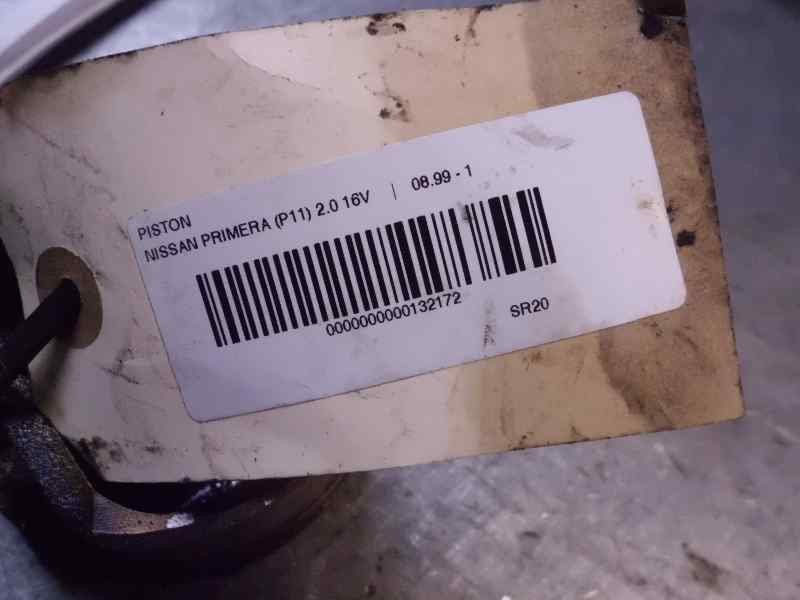 PISTON
NISSAN PRIMERA (P11) 2.0 16V | 08.99 - 1
0000000000132172
SR20